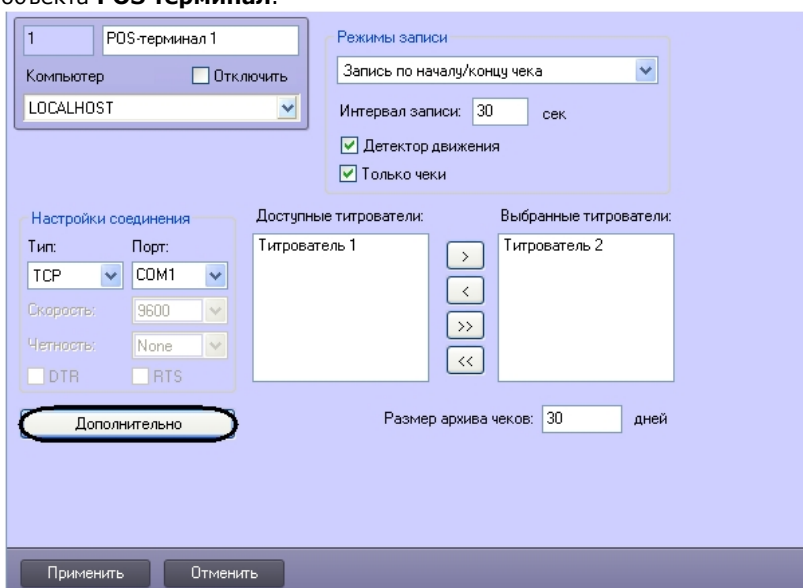 объекта POS-терминал.
1 POS-терминал 1
Компьютер Отключить
LOCALHOST
Режимы записи
Запись по началу/концу чека
Интервал записи: 30 сек
Детектор движения
Только чеки
Настройки соединения
Тип: Порт:
TCP COM1
Скорость: 9600
Четность: None
DTR RTS
Дополнительно
Доступные титрователи:
Титрователь 1
>
<
>>
<<
Выбранные титрователи:
Титрователь 2
Размер архива чеков: 30 дней
Применить Отменить